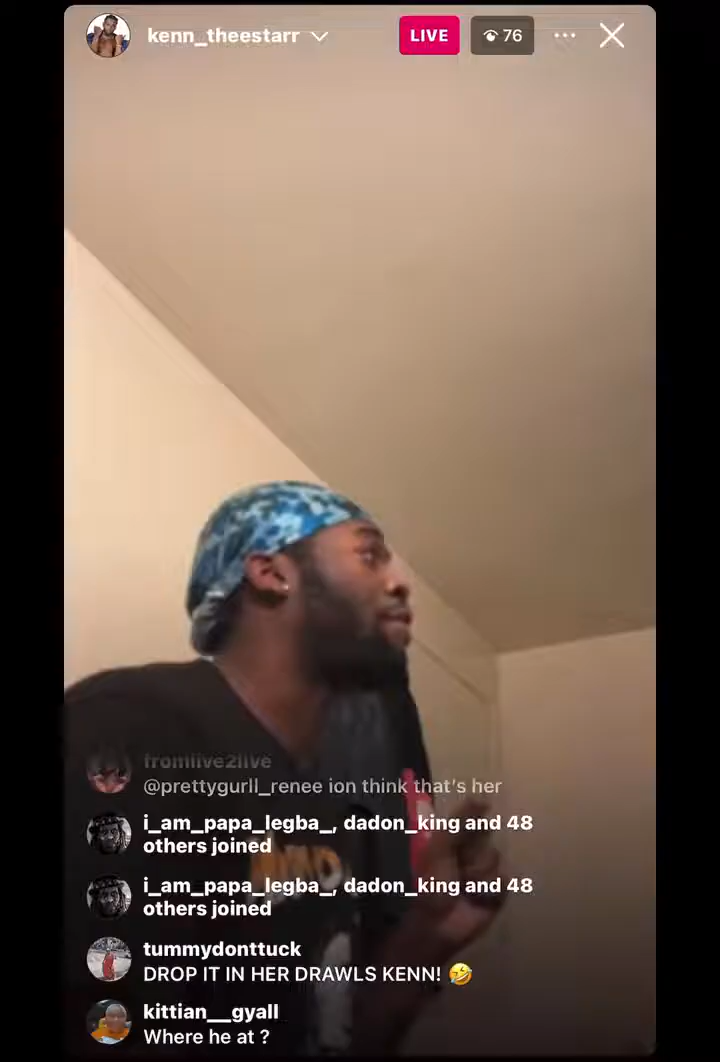 kenn_theestarr
LIVE
76
fromlive2live
@prettygurll_renee ion think that's her
i_am_papa_legba_, dadon_king and 48
others joined
i_am_papa_legba_, dadon_king and 48
others joined
tummydonttuck
DROP IT IN HER DRAWLS KENN! 🤣
kittian__gyall
Where he at ?